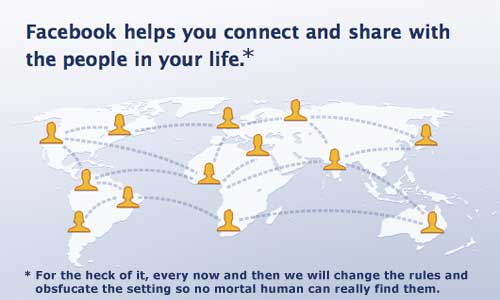 Facebook helps you connect and share with
the people in your life.*
* For the heck of it, every now and then we will change the rules and
obsfucate the setting so no mortal human can really find them.